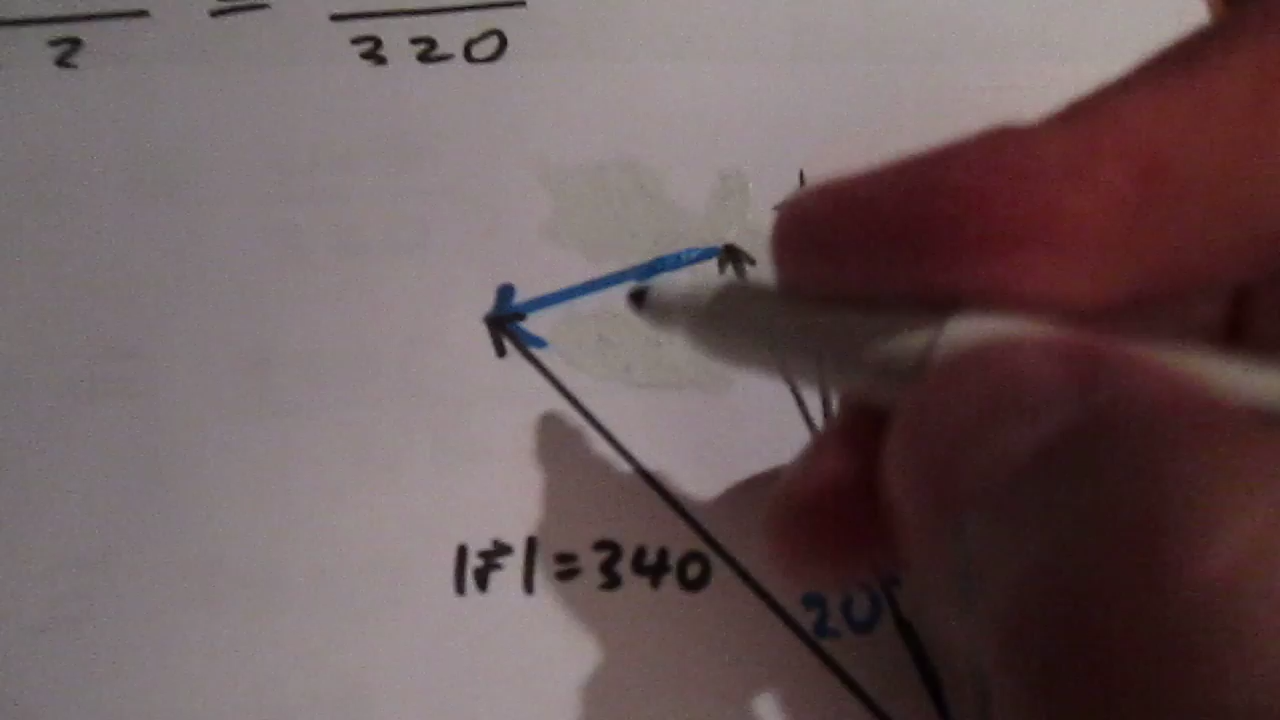 2 = 320
|r⃗| = 340
20